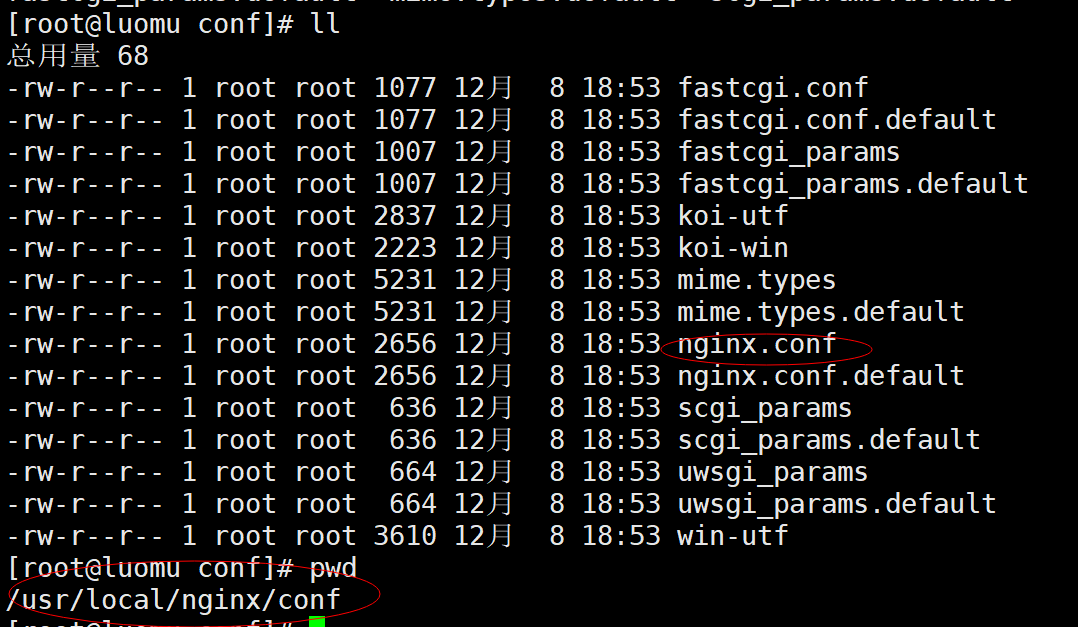 fastcgi_params.default  mime.types.default  scgi_params.default
[root@luomu conf]# ll
总用量 68
-rw-r--r-- 1 root root 1077 12月  8 18:53 fastcgi.conf
-rw-r--r-- 1 root root 1077 12月  8 18:53 fastcgi.conf.default
-rw-r--r-- 1 root root 1007 12月  8 18:53 fastcgi_params
-rw-r--r-- 1 root root 1007 12月  8 18:53 fastcgi_params.default
-rw-r--r-- 1 root root 2837 12月  8 18:53 koi-utf
-rw-r--r-- 1 root root 2223 12月  8 18:53 koi-win
-rw-r--r-- 1 root root 5231 12月  8 18:53 mime.types
-rw-r--r-- 1 root root 5231 12月  8 18:53 mime.types.default
-rw-r--r-- 1 root root 2656 12月  8 18:53 nginx.conf
-rw-r--r-- 1 root root 2656 12月  8 18:53 nginx.conf.default
-rw-r--r-- 1 root root  636 12月  8 18:53 scgi_params
-rw-r--r-- 1 root root  636 12月  8 18:53 scgi_params.default
-rw-r--r-- 1 root root  664 12月  8 18:53 uwsgi_params
-rw-r--r-- 1 root root  664 12月  8 18:53 uwsgi_params.default
-rw-r--r-- 1 root root 3610 12月  8 18:53 win-utf
[root@luomu conf]# pwd
/usr/local/nginx/conf
[root@luomu conf]#